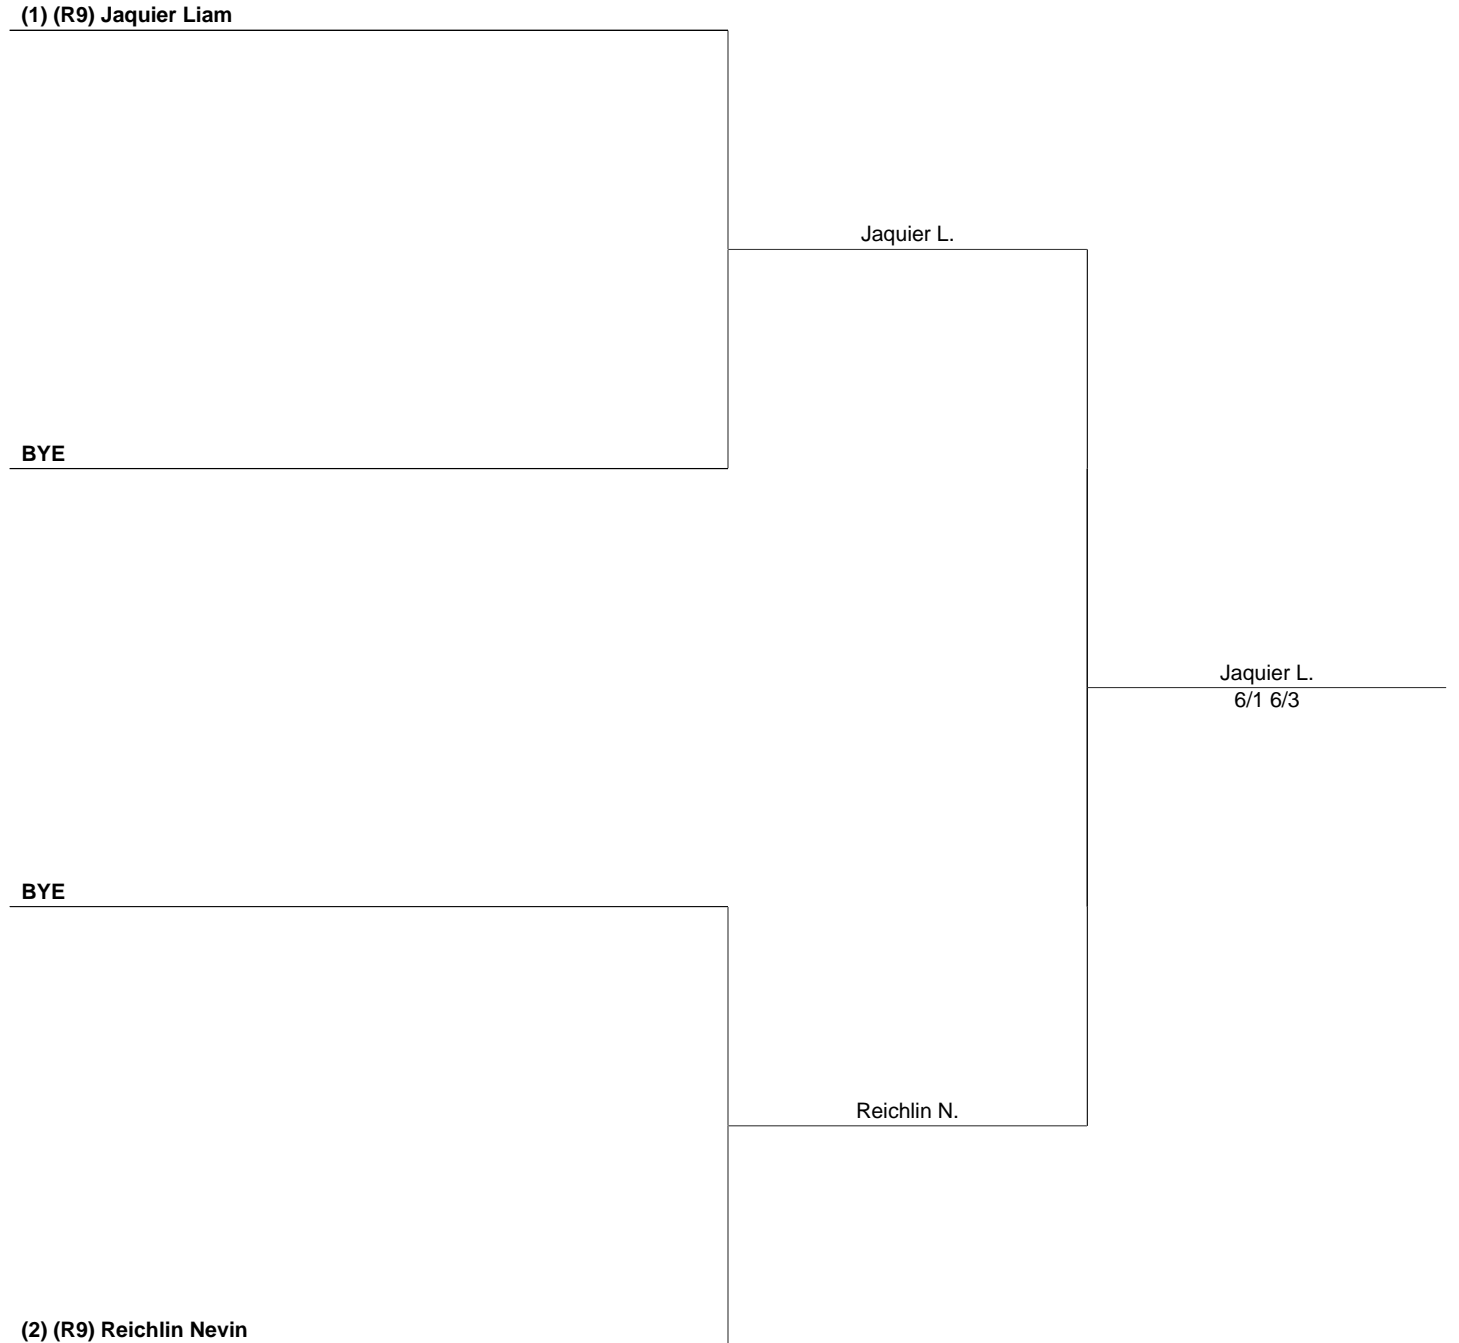 (1) (R9) Jaquier Liam
Jaquier L.
BYE
Jaquier L.
6/1 6/3
BYE
Reichlin N.
(2) (R9) Reichlin Nevin